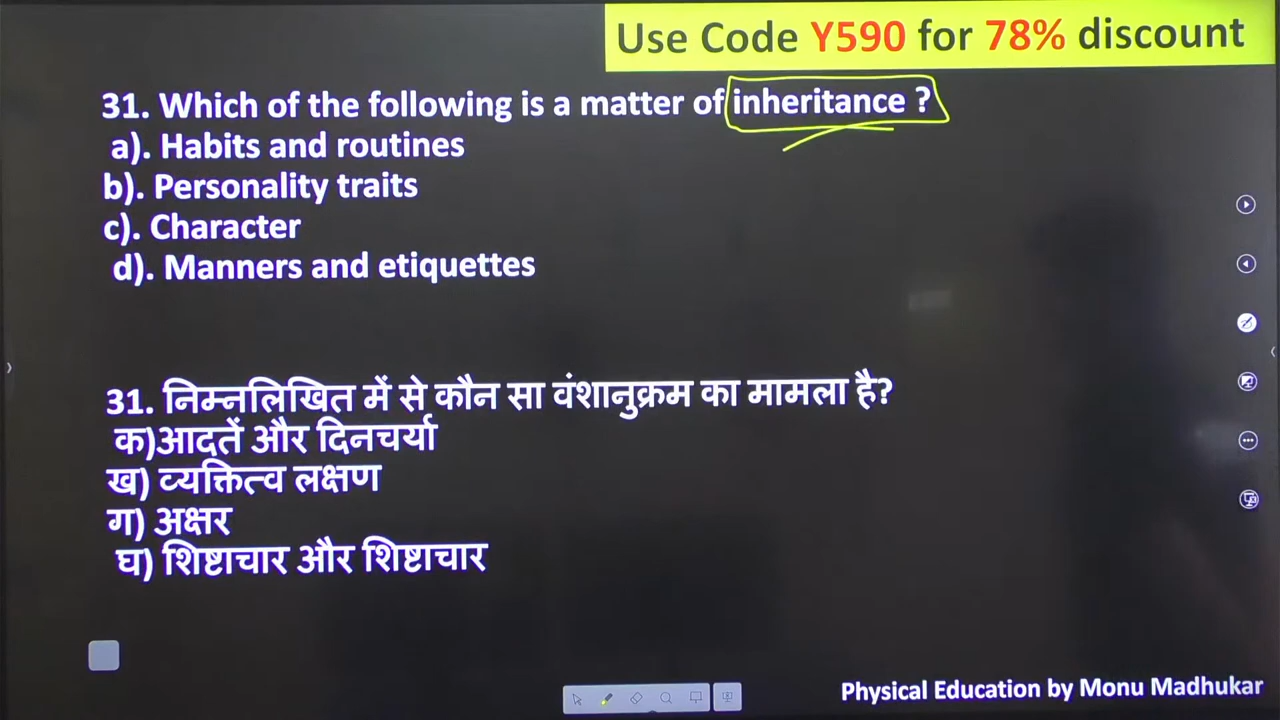 Use Code Y590 for 78% discount
31. Which of the following is a matter of inheritance ?
a). Habits and routines
b). Personality traits
c). Character
d). Manners and etiquettes
31. निम्नलिखित में से कौन सा वंशानुक्रम का मामला है?
क)आदतें और दिनचर्या
ख) व्यक्तित्व लक्षण
ग) अक्षर
घ) शिष्टाचार और शिष्टाचार
Physical Education by Monu Madhukar